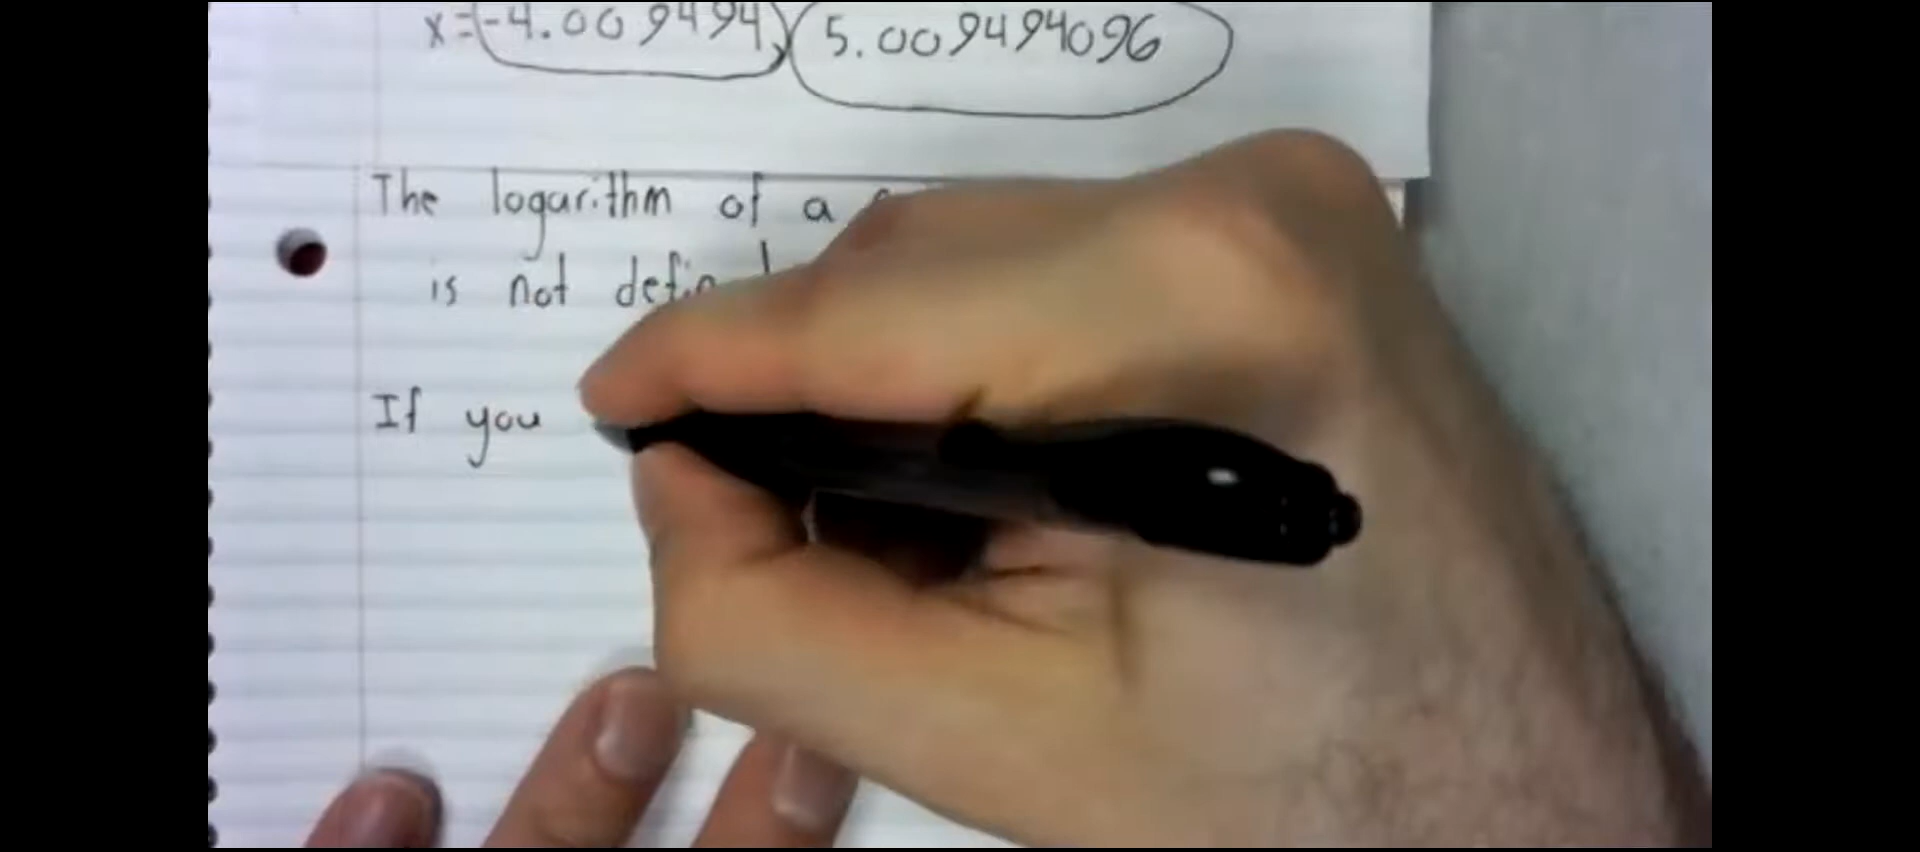 x=-4.009494, 5.009494096
The logarithm of a
is not
If you